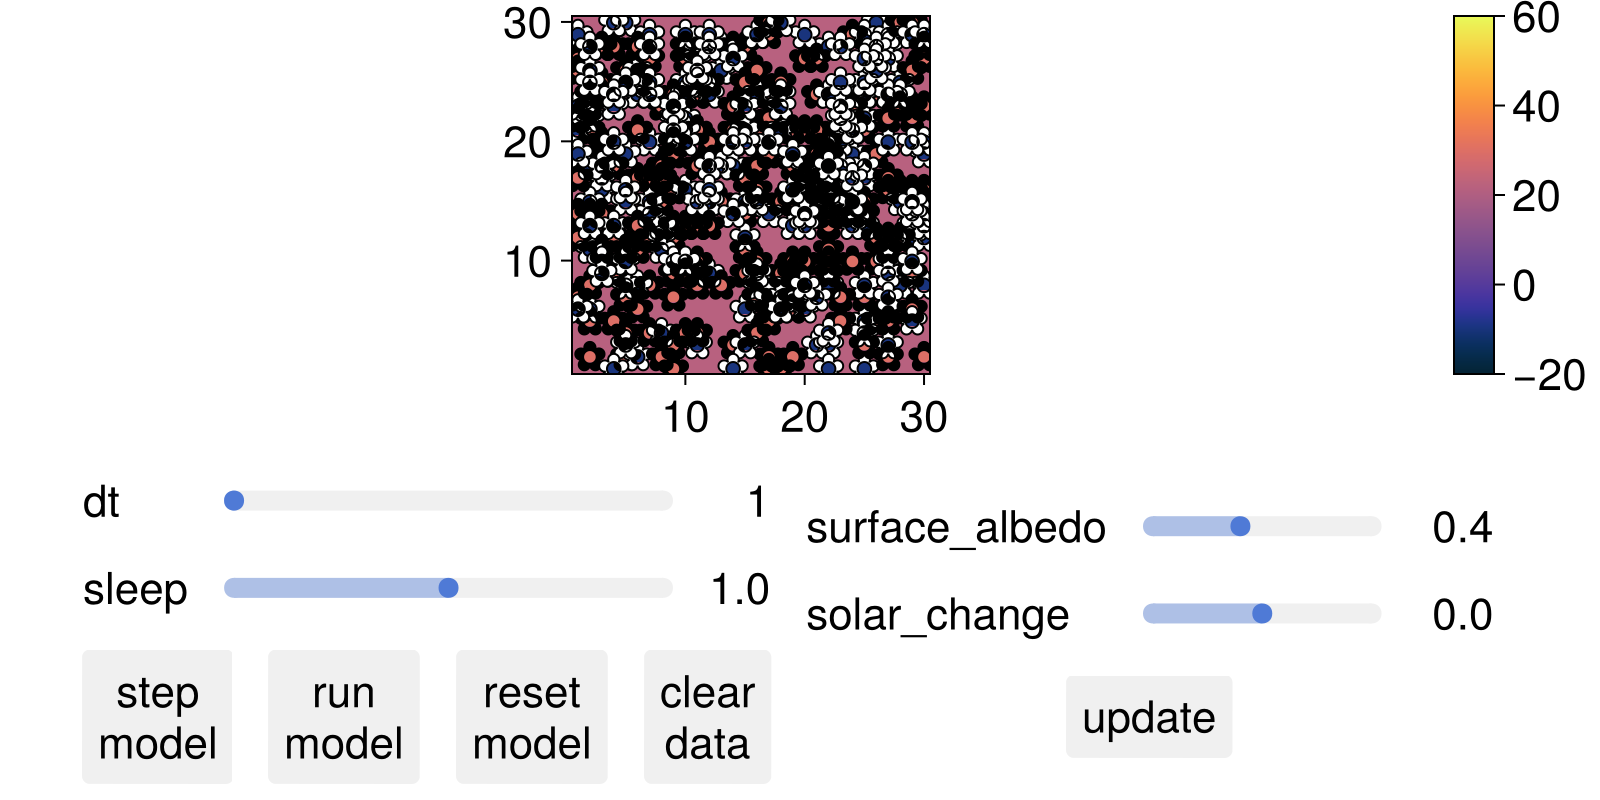 30
20
10
10 20 30
60
40
20
0
−20
dt 1
sleep 1.0
surface_albedo 0.4
solar_change 0.0
step
model
run
model
reset
model
clear
data
update